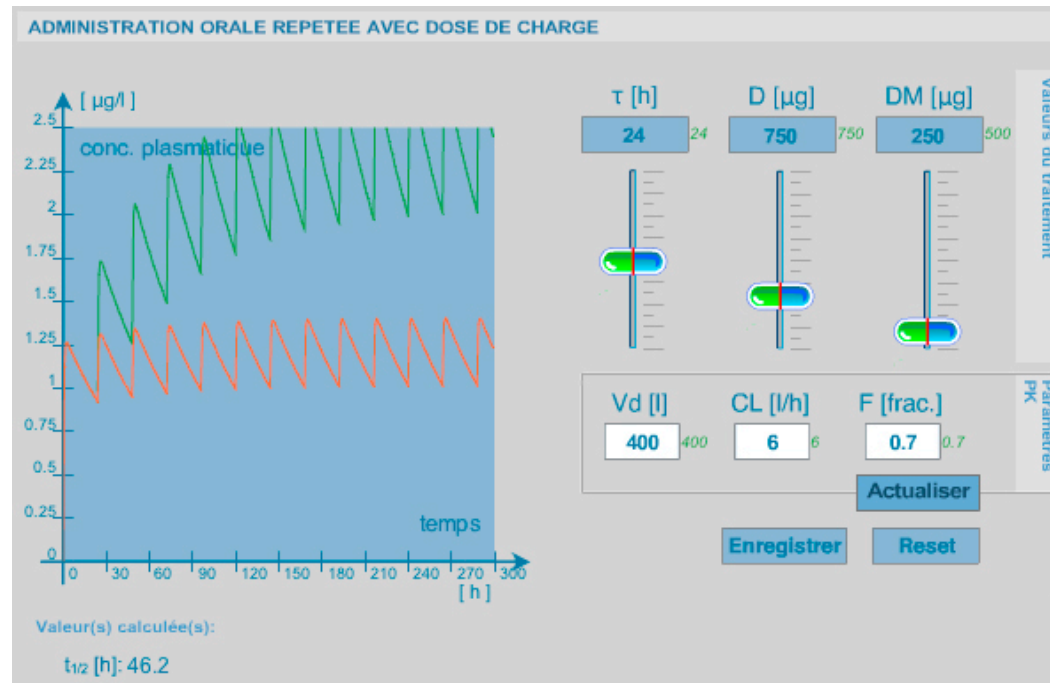 ADMINISTRATION ORALE REPETEE AVEC DOSE DE CHARGE
[ µg/l ]
2.5
2.25
2
1.75
1.5
1.25
1
0.75
0.5
0.25
0
conc. plasmatique
temps
0 30 60 90 120 150 180 210 240 270 300
[ h ]
Valeur(s) calculée(s):
t1/2 [h]: 46.2
τ [h] D [µg] DM [µg]
24 24 750 750 250 500
Valeurs du traitement
Vd [l] CL [l/h] F [frac.]
400 400 6 6 0.7 0.7
Paramètres
PK
Actualiser
Enregistrer Reset